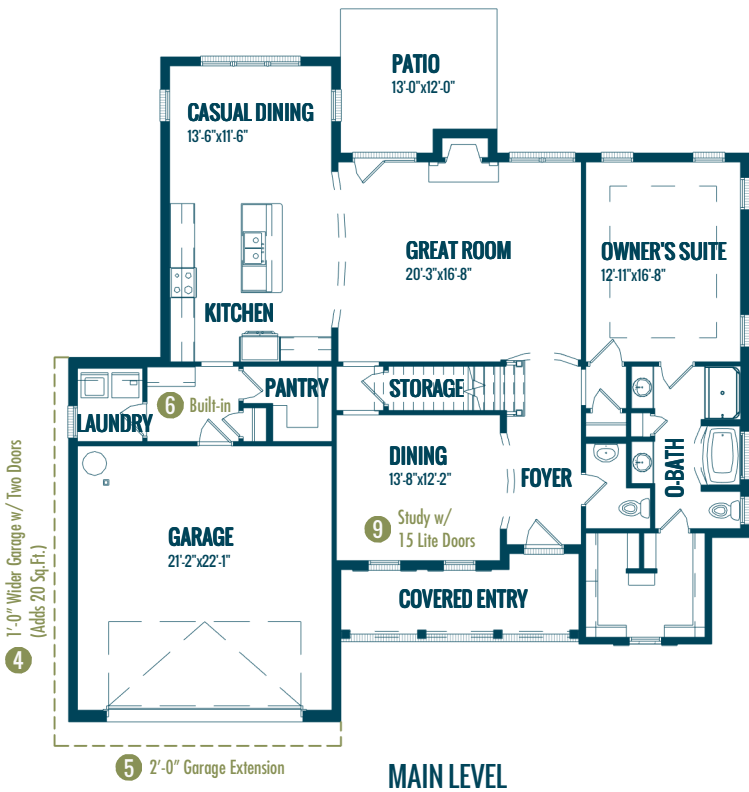 PATIO
13'-0"x12'-0"
CASUAL DINING
13'-6"x11'-6"
GREAT ROOM
20'-3"x16'-8"
OWNER'S SUITE
12'-11"x16'-8"
KITCHEN
PANTRY
STORAGE
6 Built-in
LAUNDRY
DINING
13'-8"x12'-2"
FOYER
O-BATH
9 Study w/
15 Lite Doors
GARAGE
21'-2"x22'-1"
COVERED ENTRY
4 1'-0" Wider Garage w/ Two Doors
(Adds 20 Sq.Ft.)
5 2'-0" Garage Extension
MAIN LEVEL